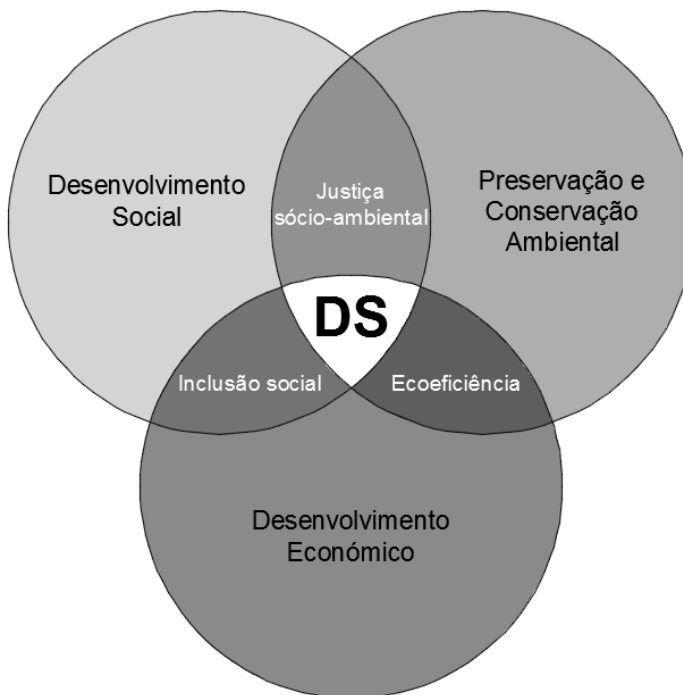 Desenvolvimento
Social
Preservação e
Conservação
Ambiental
Justiça
sócio-ambiental
DS
Inclusão social
Ecoeficiência
Desenvolvimento
Económico